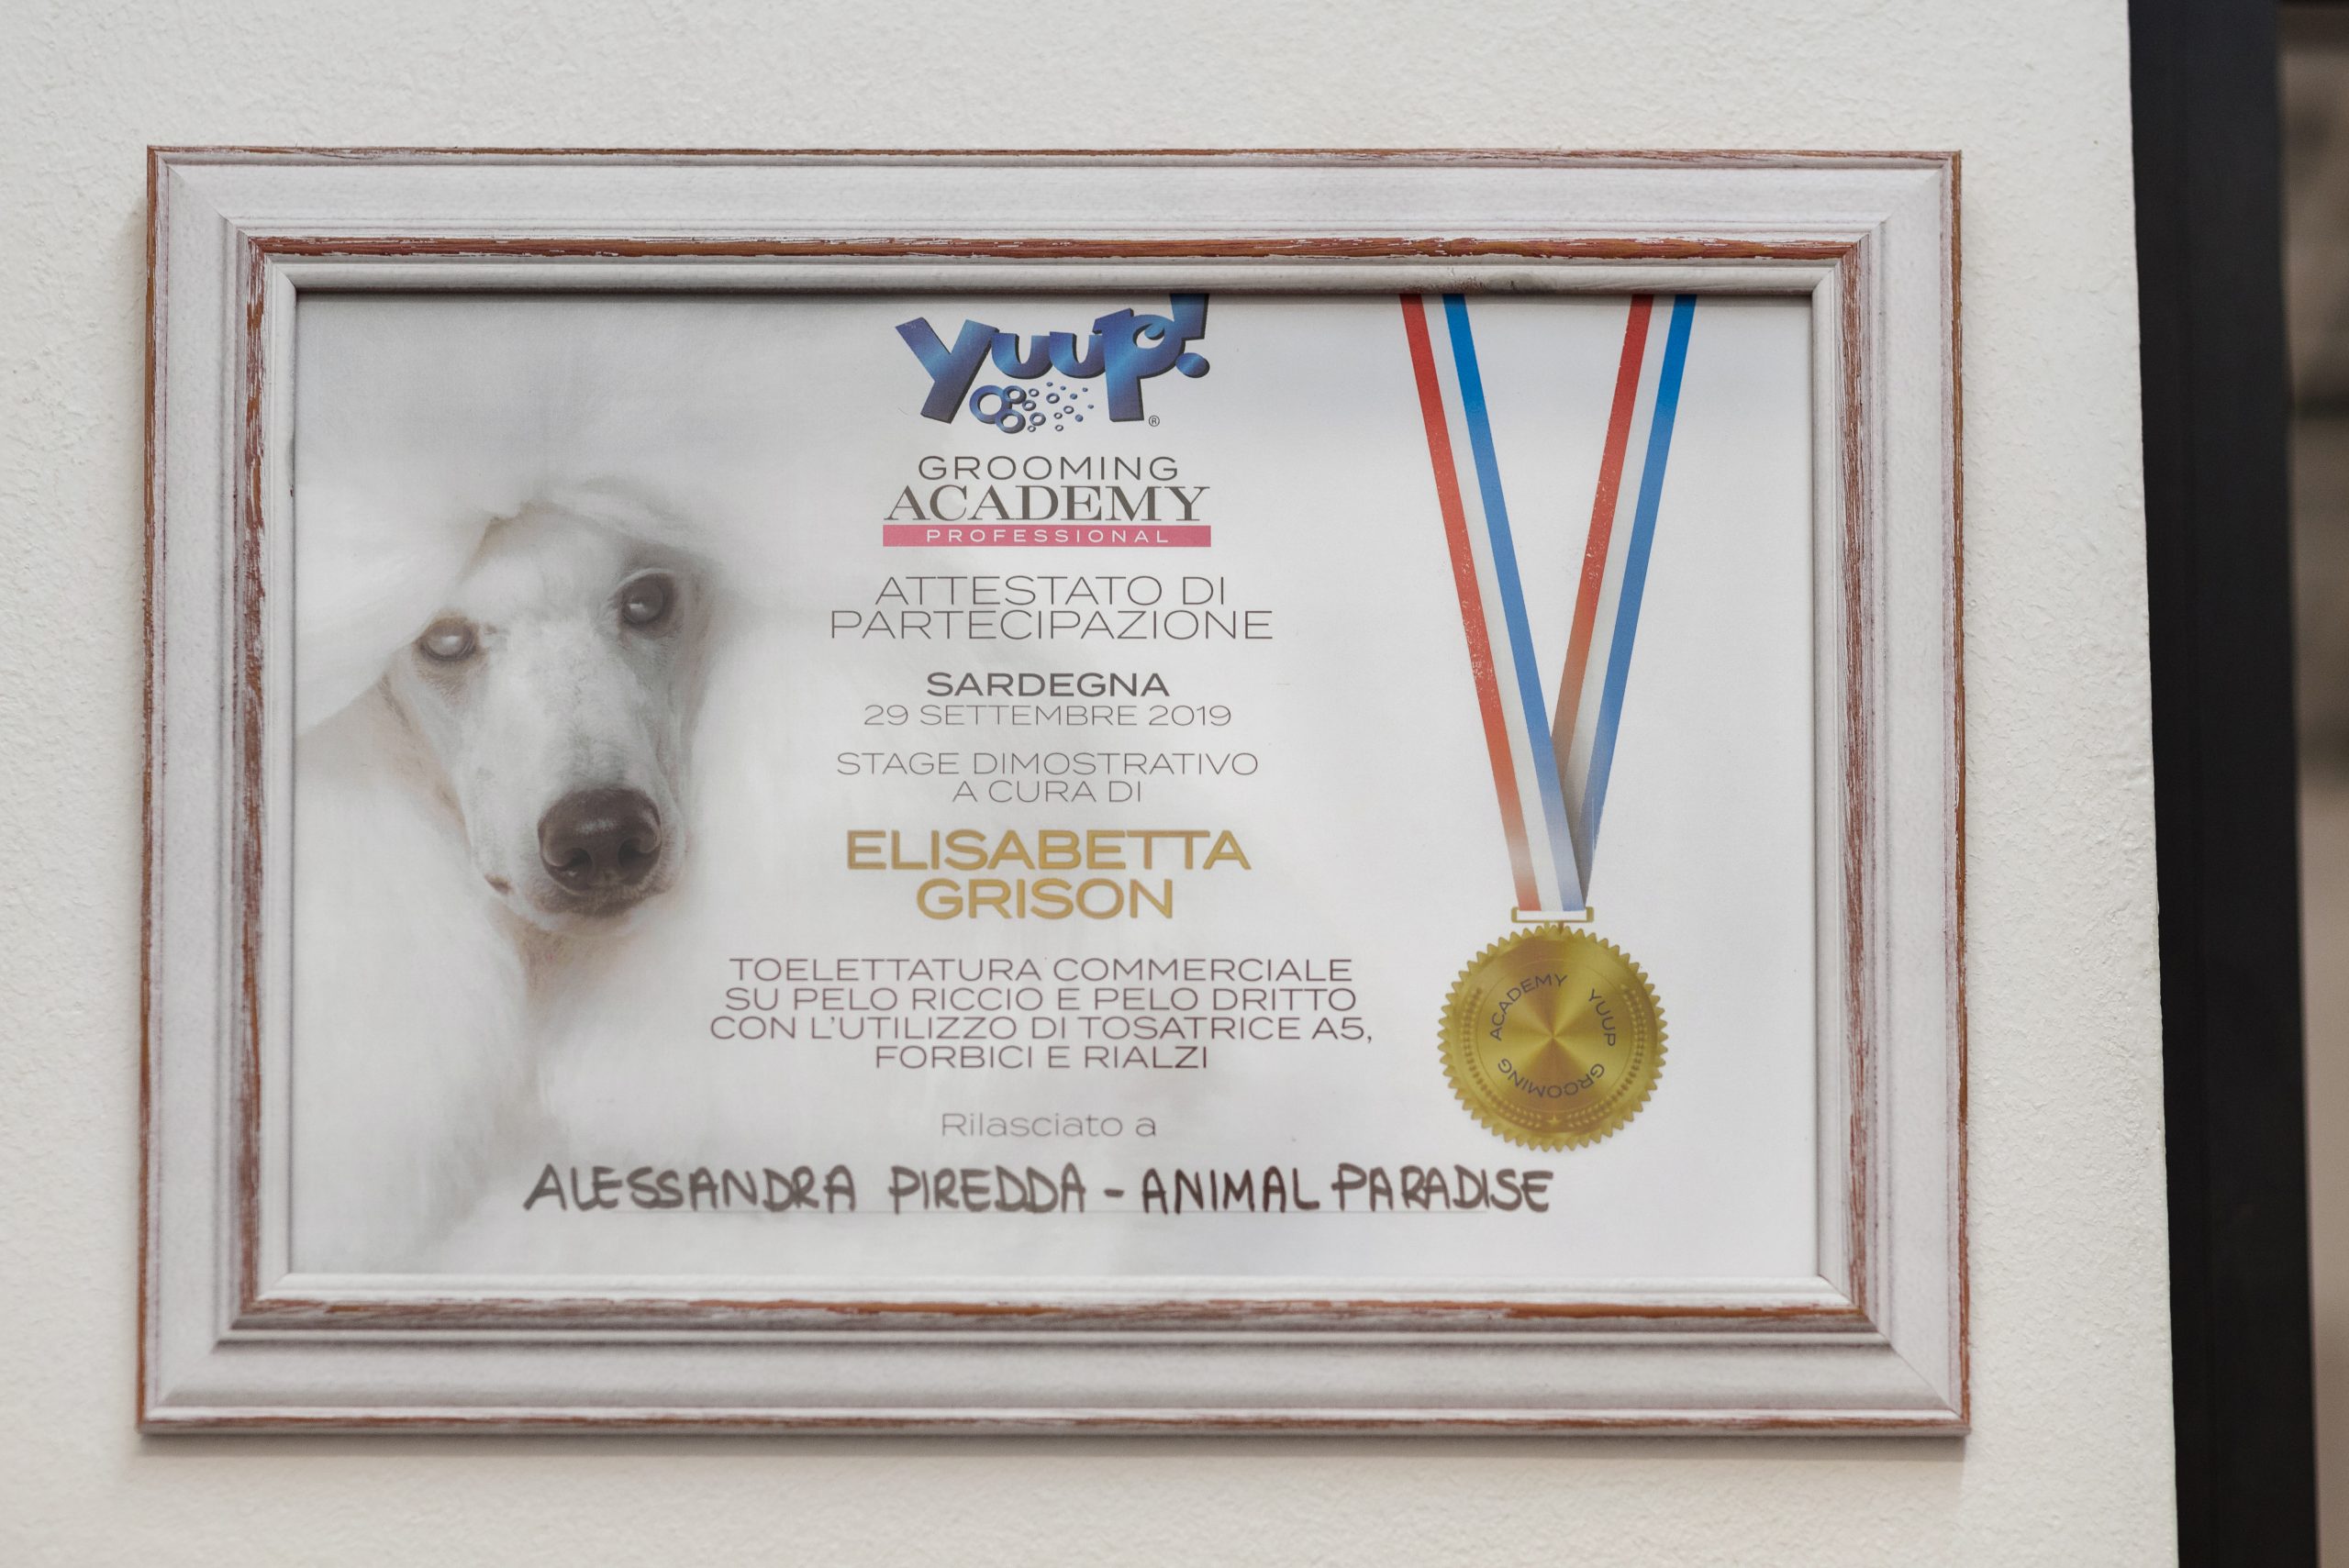 yuup!
®
GROOMING
ACADEMY
PROFESSIONAL
ATTESTATO DI
PARTECIPAZIONE
SARDEGNA
29 SETTEMBRE 2019
STAGE DIMOSTRATIVO
A CURA DI
ELISABETTA
GRISON
TOELETTATURA COMMERCIALE
SU PELO RICCIO E PELO DRITTO
CON L'UTILIZZO DI TOSATRICE A5,
FORBICI E RIALZI
Rilasciato a
ALESSANDRA PIREDDA - ANIMAL PARADISE
YUUP GROOMING ACADEMY